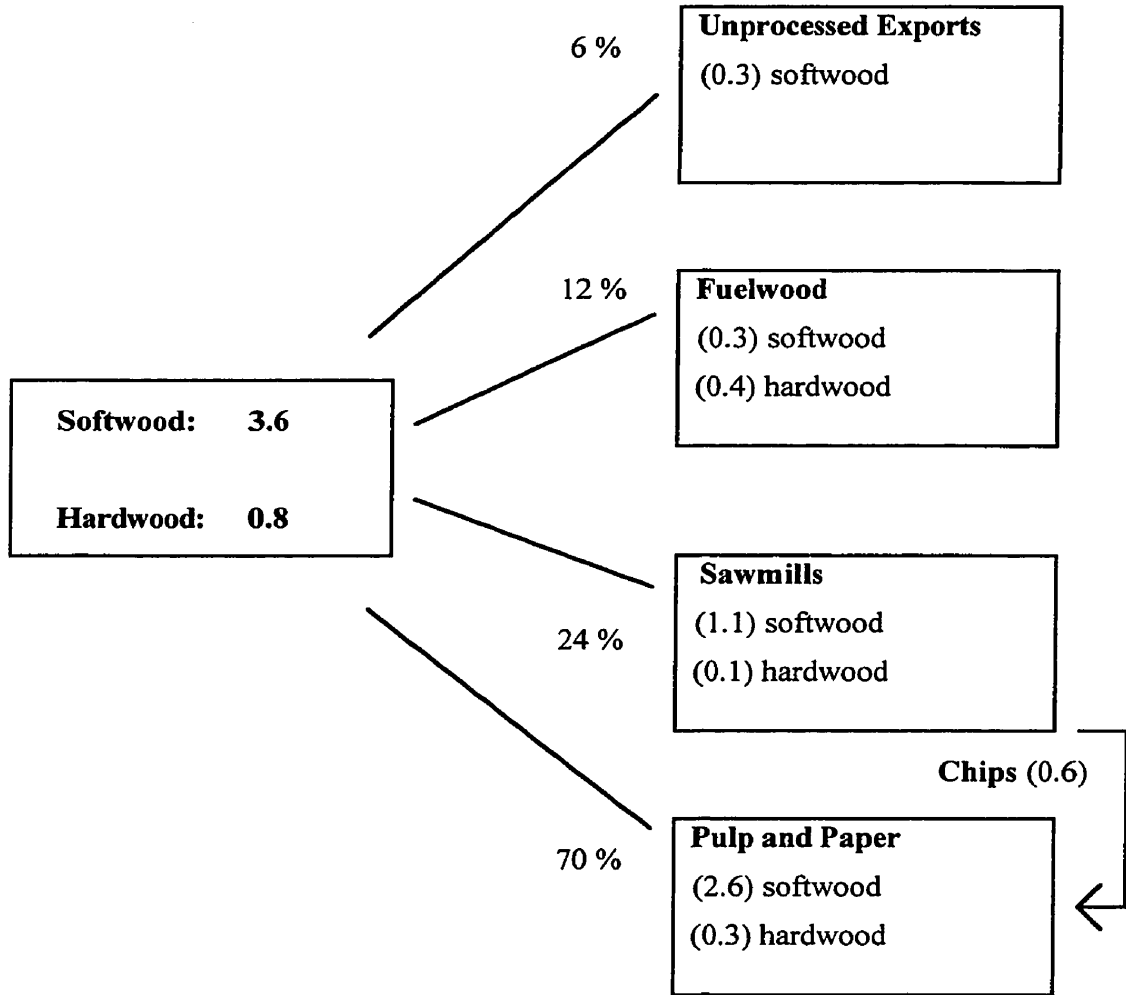 6 %
Unprocessed Exports
(0.3) softwood
12 %
Fuelwood
(0.3) softwood
(0.4) hardwood
Softwood: 3.6
Hardwood: 0.8
24 %
Sawmills
(1.1) softwood
(0.1) hardwood
Chips (0.6)
70 %
Pulp and Paper
(2.6) softwood
(0.3) hardwood